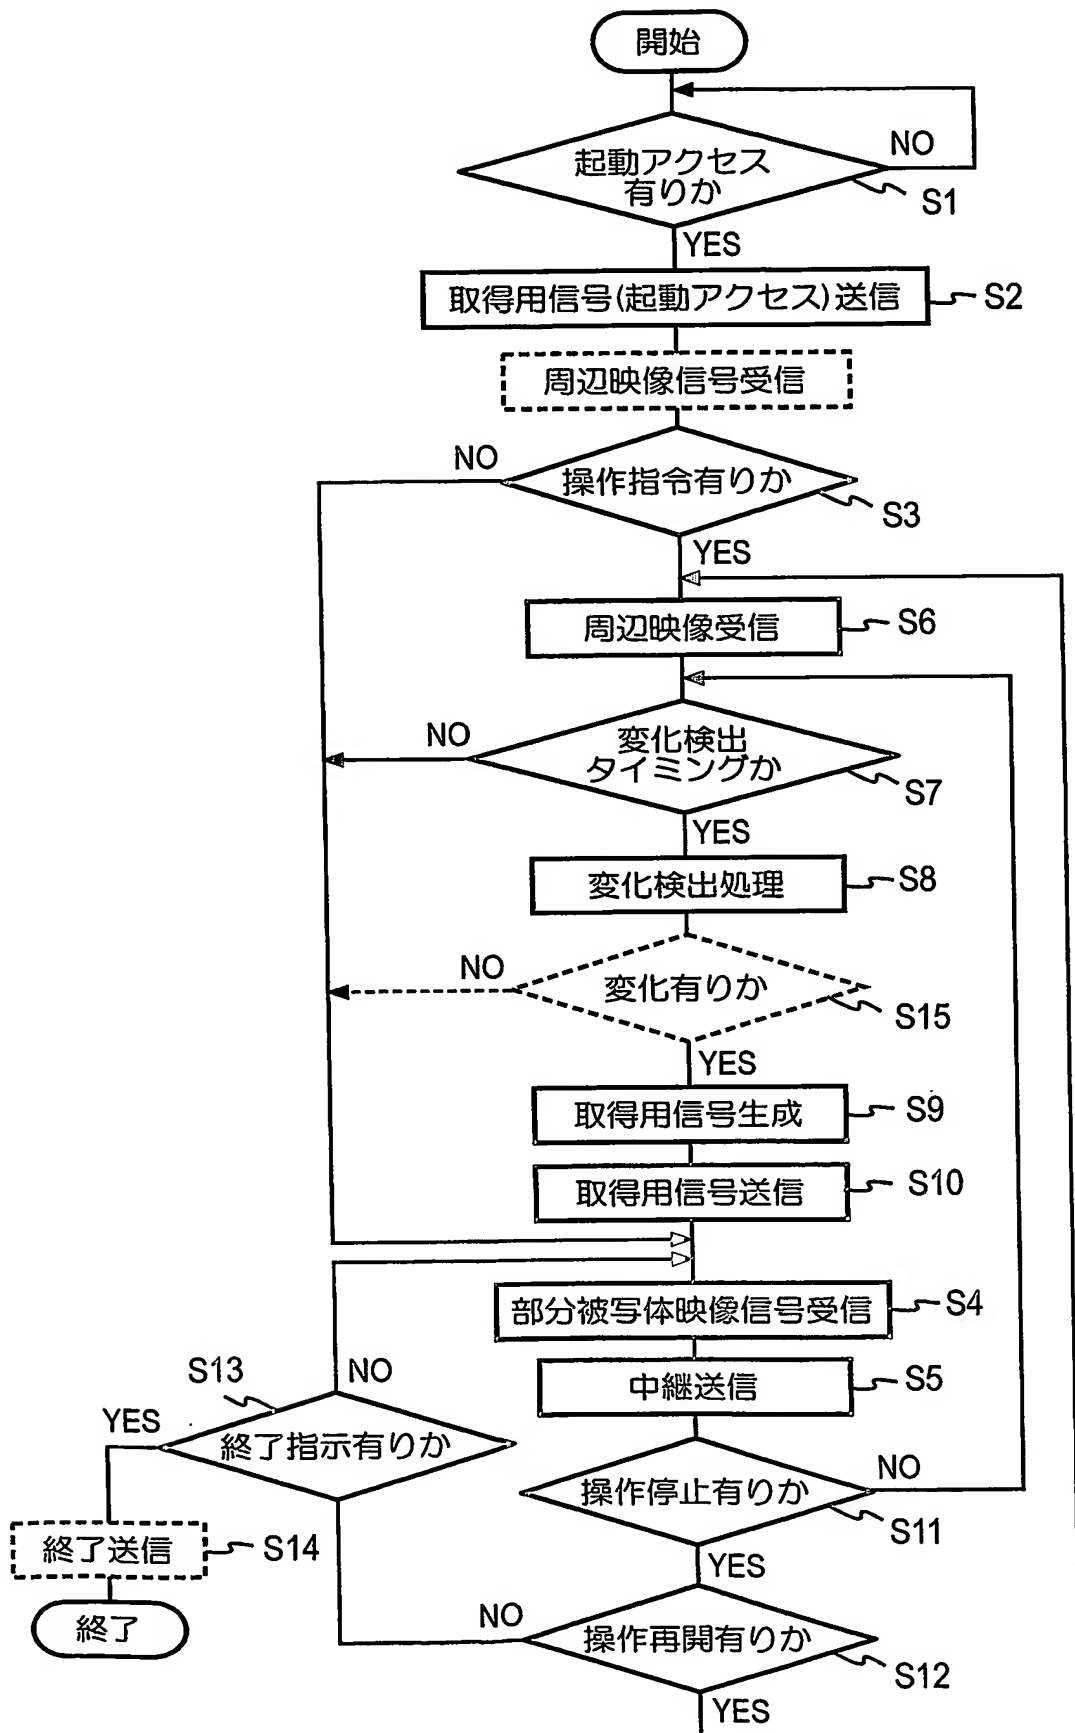 開始
起動アクセス
有りか
NO
S1
YES
取得用信号(起動アクセス)送信
S2
周辺映像信号受信
NO
操作指令有りか
S3
YES
周辺映像受信
S6
NO
変化検出
タイミングか
S7
YES
変化検出処理
S8
NO
変化有りか
S15
YES
取得用信号生成
S9
取得用信号送信
S10
部分被写体映像信号受信
S4
中継送信
S5
S13
NO
YES
終了指示有りか
操作停止有りか
NO
S11
YES
終了送信
S14
終了
NO
操作再開有りか
S12
YES